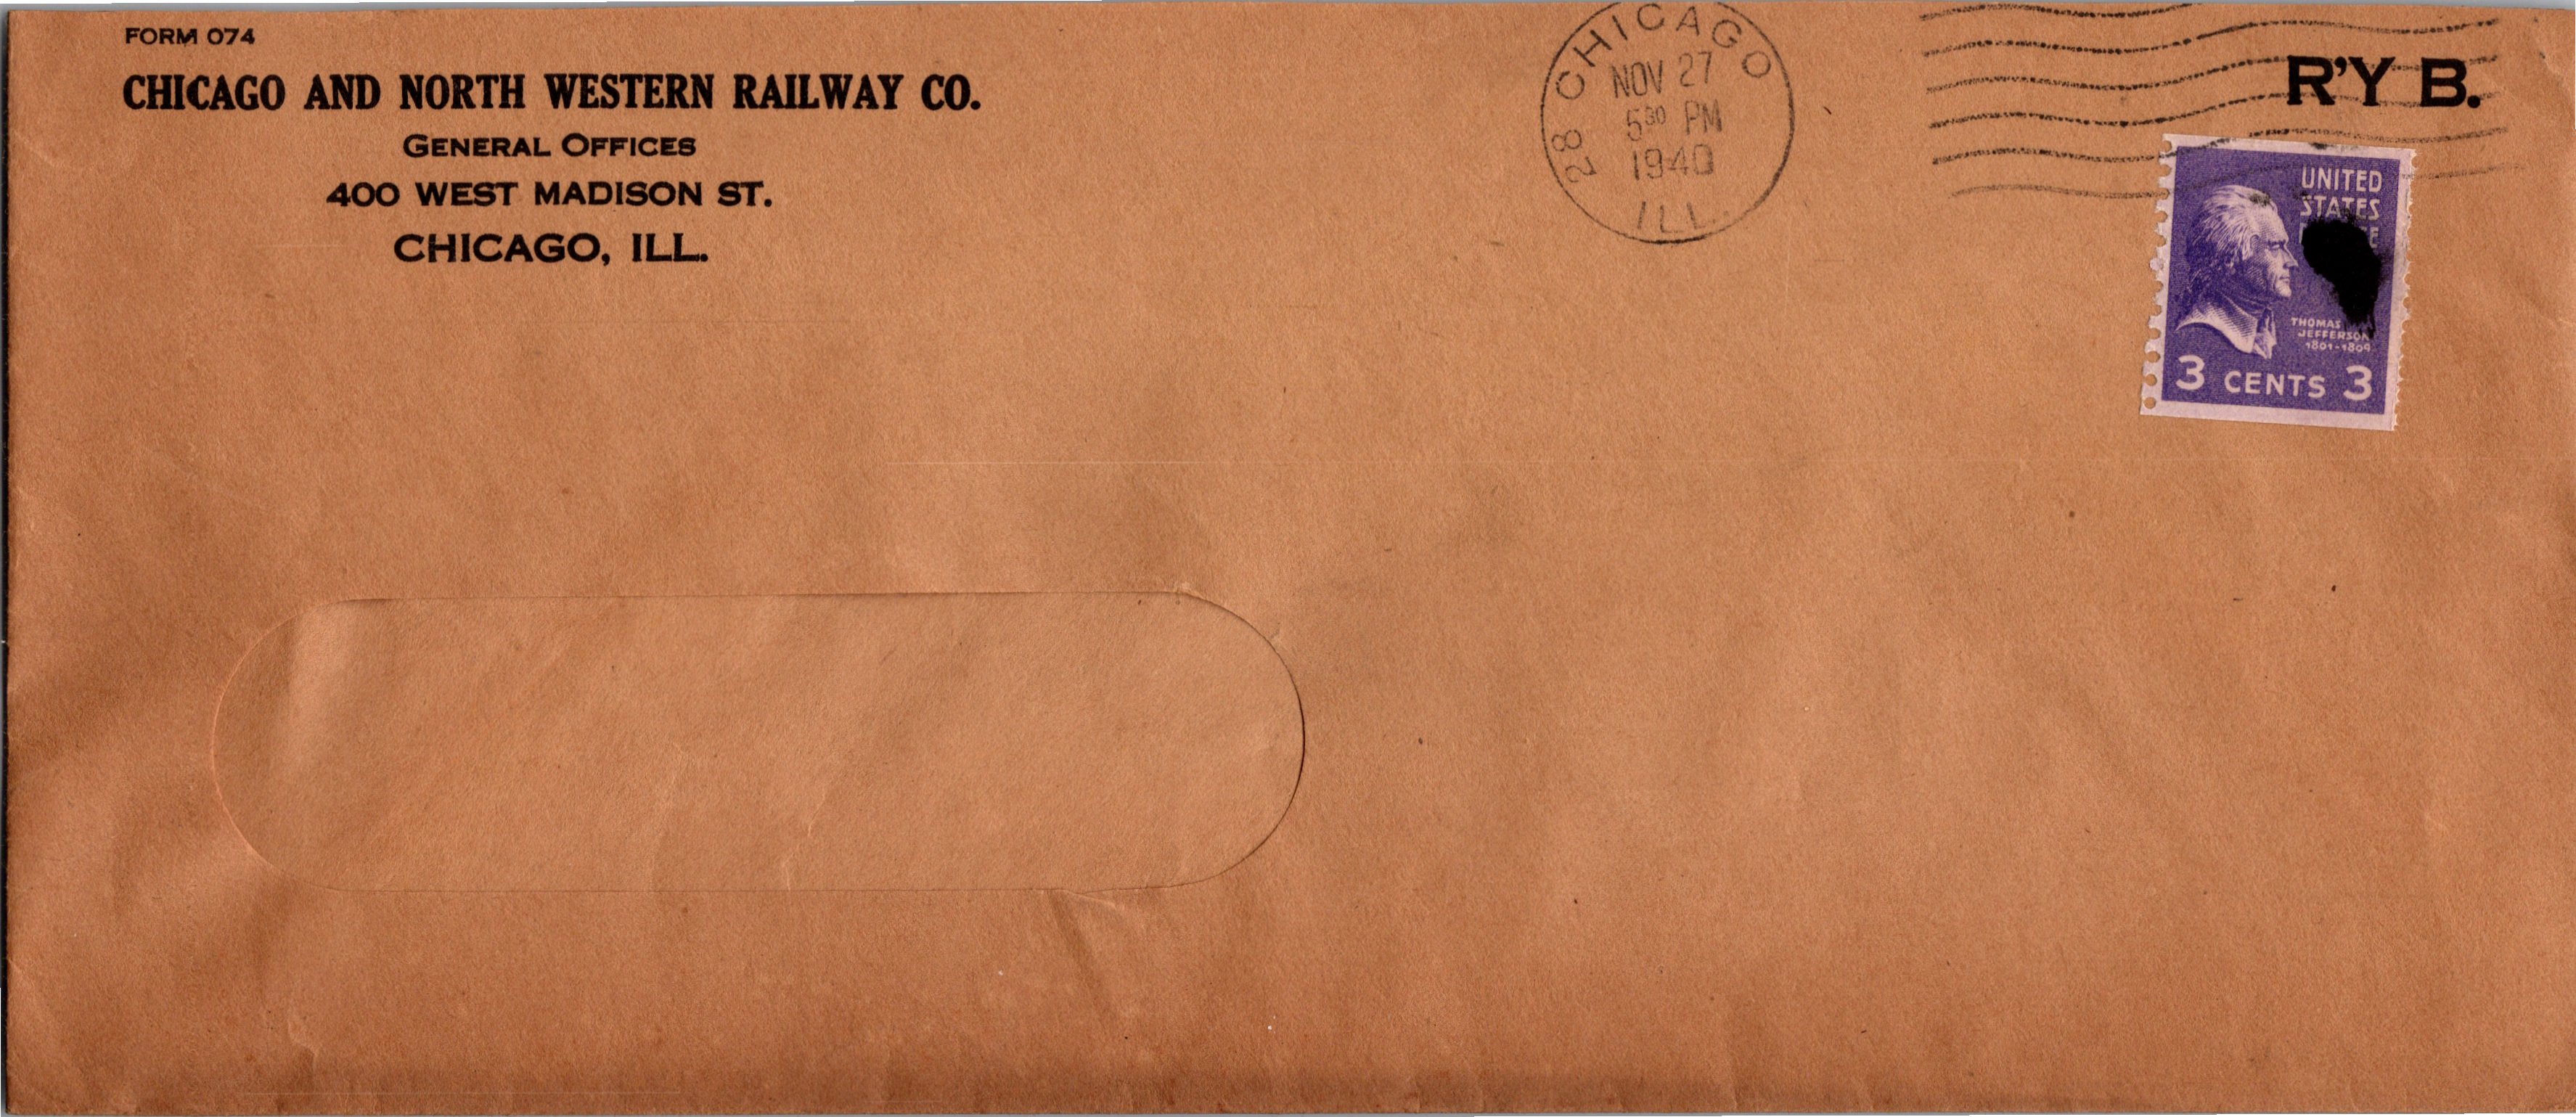 FORM 074
CHICAGO AND NORTH WESTERN RAILWAY CO.
GENERAL OFFICES
400 WEST MADISON ST.
CHICAGO, ILL.
28 CHICAGO
NOV 27
530 PM
1940
ILL.
R'Y B.
UNITED
STATES
THOMAS
JEFFERSON
1801-1809
3 CENTS 3